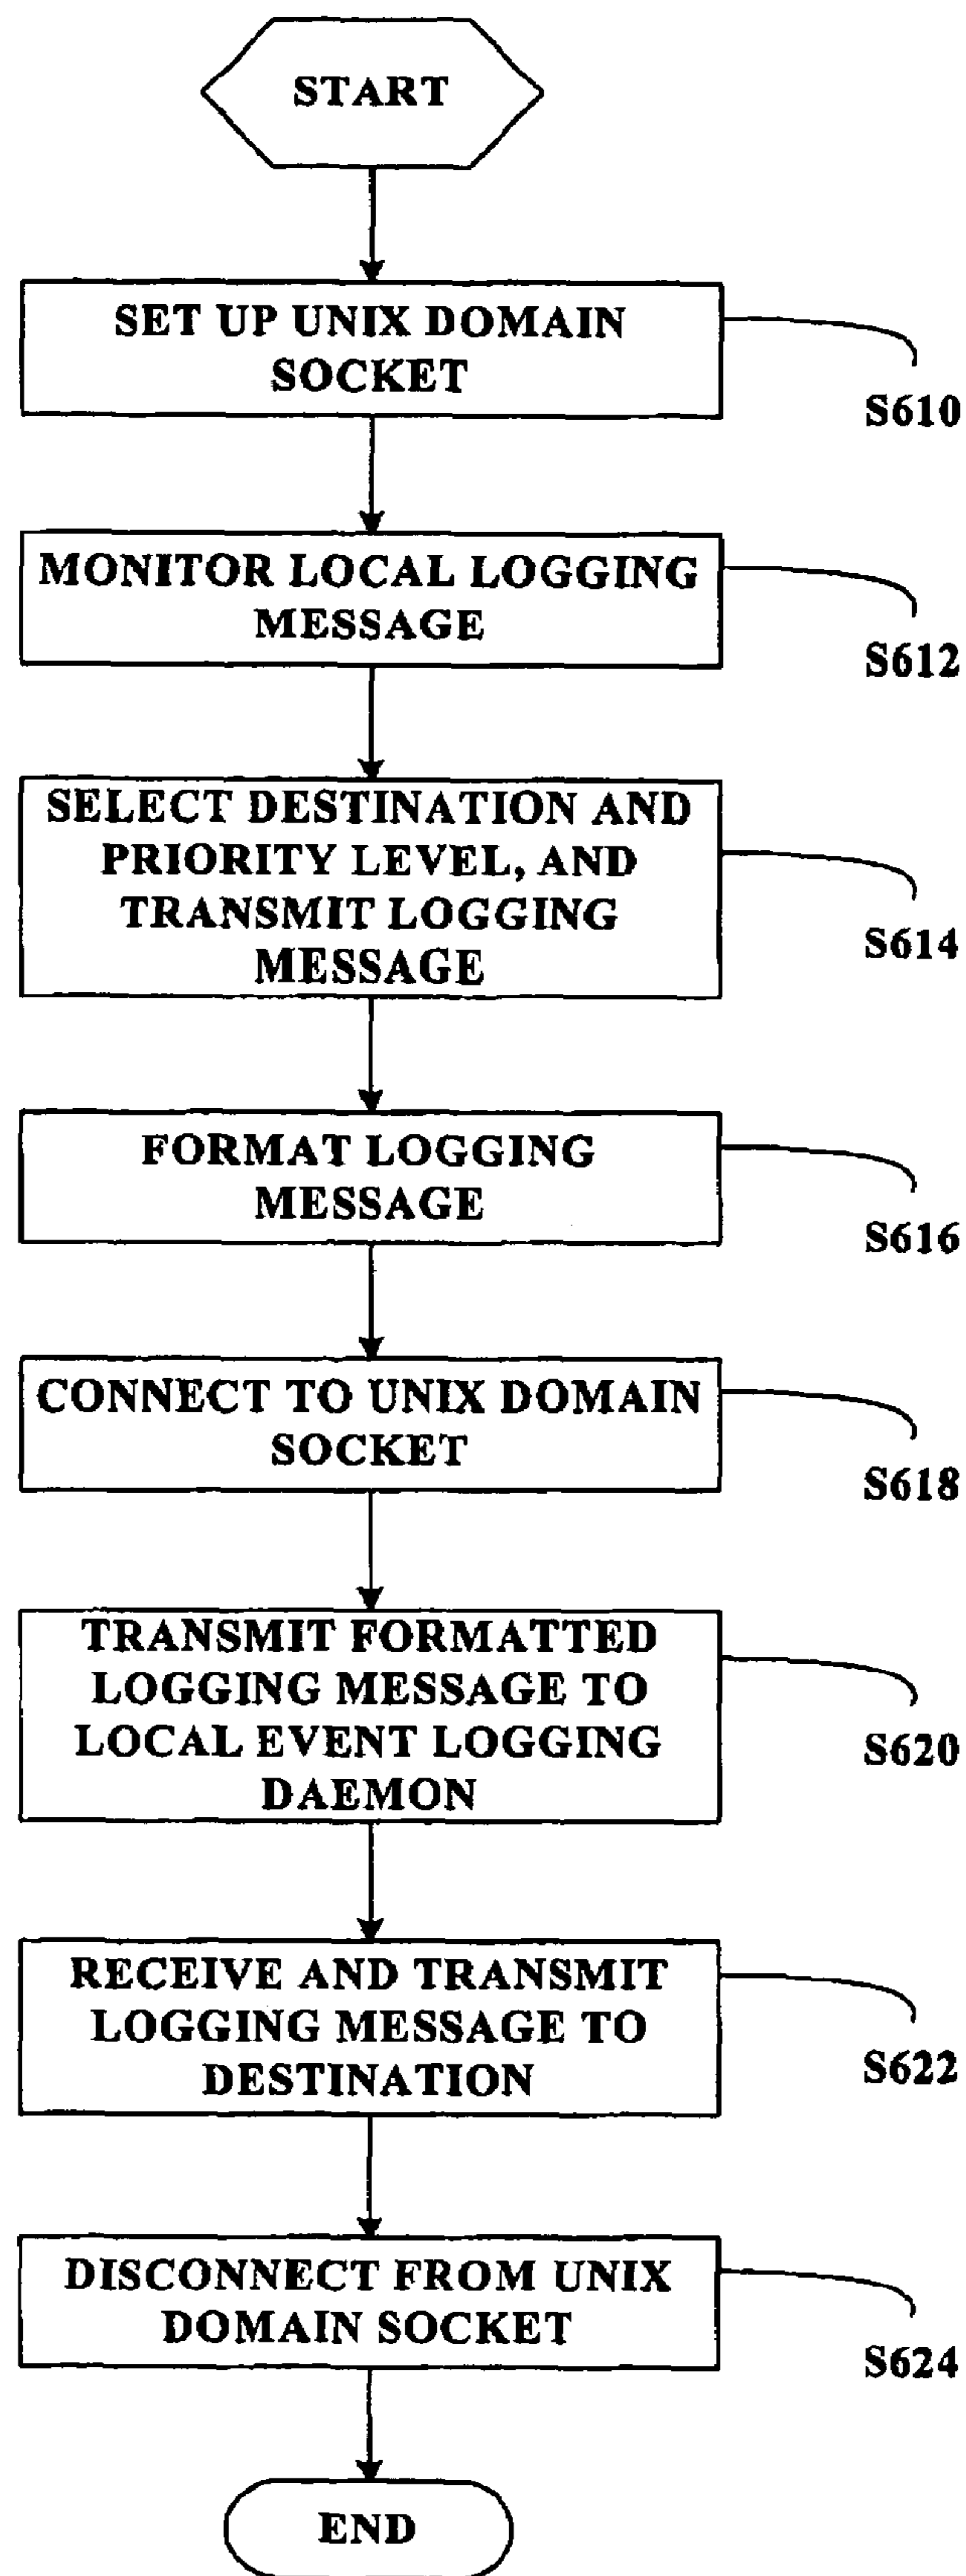 START
SET UP UNIX DOMAIN
SOCKET
S610
MONITOR LOCAL LOGGING
MESSAGE
S612
SELECT DESTINATION AND
PRIORITY LEVEL, AND
TRANSMIT LOGGING
MESSAGE
S614
FORMAT LOGGING
MESSAGE
S616
CONNECT TO UNIX DOMAIN
SOCKET
S618
TRANSMIT FORMATTED
LOGGING MESSAGE TO
LOCAL EVENT LOGGING
DAEMON
S620
RECEIVE AND TRANSMIT
LOGGING MESSAGE TO
DESTINATION
S622
DISCONNECT FROM UNIX
DOMAIN SOCKET
S624
END